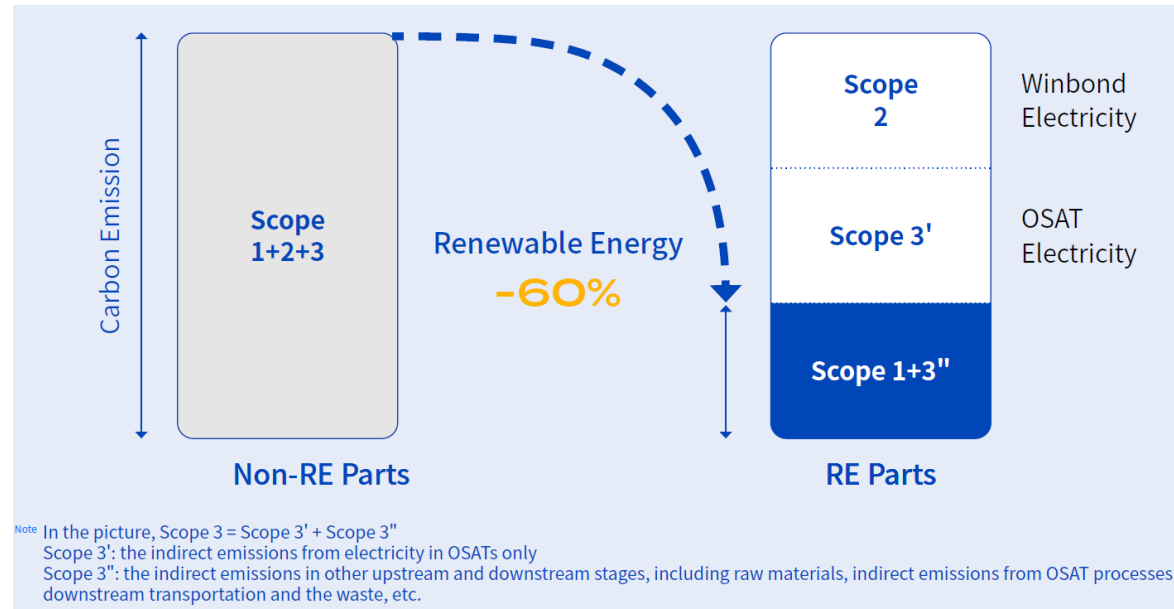 Carbon Emission
Scope
1+2+3
Non-RE Parts
Renewable Energy
-60%
Scope
2
Winbond
Electricity
Scope 3'
OSAT
Electricity
Scope 1+3"
RE Parts
Note In the picture, Scope 3 = Scope 3' + Scope 3"
Scope 3': the indirect emissions from electricity in OSATs only
Scope 3": the indirect emissions in other upstream and downstream stages, including raw materials, indirect emissions from OSAT processes
downstream transportation and the waste, etc.